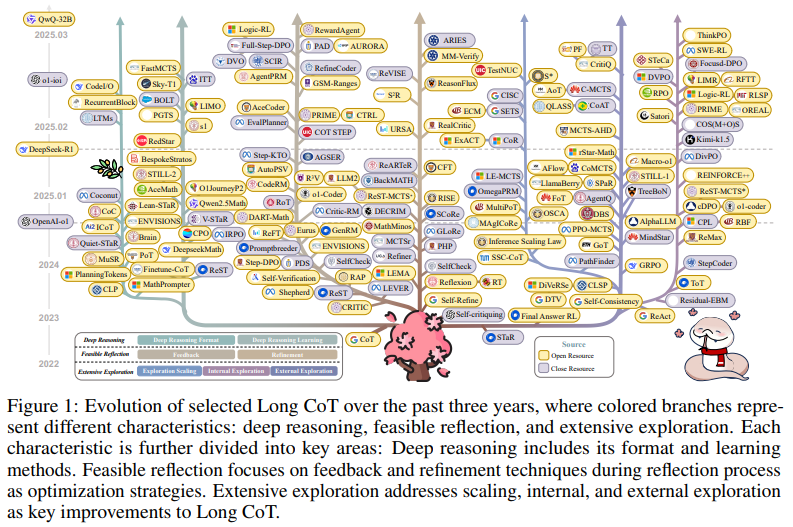 QwQ-32B
2025.03
o1-ioi
2025.02
DeepSeek-R1
2025.01
OpenAI-o1
2024
2023
2022
CodeI/O
RecurrentBlock
LTMs
Coconut
CoC
ICoT
Quiet-STaR
MuSR
PlanningTokens
CLP
FastMCTS
Sky-T1
BOLT
PGTS
RedStar
BespokeStratos
STILL-2
AceMath
Lean-STaR
ENVISIONS
Brain
PoT
Finetune-CoT
MathPrompter
ITT
LIMO
s1
O1JourneyP2
Qwen2.5Math
V-STaR
CPO
IRPO
DeepseekMath
ReST
Logic-RL
Full-Step-DPO
DVO
SCIR
AgentPRM
AceCoder
EvalPlanner
Step-KTO
AutoPSV
CodeRM
RoT
DART-Math
ReFT
Eurus
Promptbreeder
Step-DPO
PDS
Self-Verification
Shepherd
ReST
RewardAgent
PAD
AURORA
RefineCoder
GSM-Ranges
PRIME
CTRL
COT STEP
AGSER
R³V
LLM2
o1-Coder
Critic-RM
GenRM
ENVISIONS
SelfCheck
RAP
CRITIC
ReVISE
S²R
URSA
ReARTeR
BackMATH
ReST-MCTS*
DECRIM
MathMinos
MCTSr
Refiner
LEMA
LEVER
CoT
ARIES
MM-Verify
ReasonFlux
RealCritic
CFT
RISE
SCoRe
GLoRe
PHP
SelfCheck
Reflexion
RT
Self-Refine
Self-critiquing
STaR
TestNUC
CISC
ECM
SETS
ExACT
CoR
LE-MCTS
OmegaPRM
MultiPoT
MAgICoRe
Inference Scaling Law
SSC-CoT
DiVeRSe
CLSP
DTV
Self-Consistency
Final Answer RL
PF
TT
CritiQ
S*
AoT
C-MCTS
QLASS
CoAT
MCTS-AHD
rStar-Math
AFlow
CoMCTS
LlamaBerry
SPaR
FoT
AgentQ
OSCA
DBS
PPO-MCTS
GoT
PathFinder
STeCa
DVPO
RPO
Satori
Macro-o1
STILL-1
TreeBoN
AlphaLLM
MindStar
GRPO
ReAct
ThinkPO
SWE-RL
Focusd-DPO
LIMR
RFTT
Logic-RL
RLSP
PRIME
OREAL
COS(M+O)S
Kimi-k1.5
DivPO
REINFORCE++
ReST-MCTS*
cDPO
o1-coder
CPL
RBF
ReMax
StepCoder
ToT
Residual-EBM
Deep Reasoning
Deep Reasoning Format
Deep Reasoning Learning
Feasible Reflection
Feedback
Refinement
Extensive Exploration
Exploration Scaling
Internal Exploration
External Exploration
Source
Open Resource
Close Resource
Figure 1: Evolution of selected Long CoT over the past three years, where colored branches repre-
sent different characteristics: deep reasoning, feasible reflection, and extensive exploration. Each
characteristic is further divided into key areas: Deep reasoning includes its format and learning
methods. Feasible reflection focuses on feedback and refinement techniques during reflection process
as optimization strategies. Extensive exploration addresses scaling, internal, and external exploration
as key improvements to Long CoT.